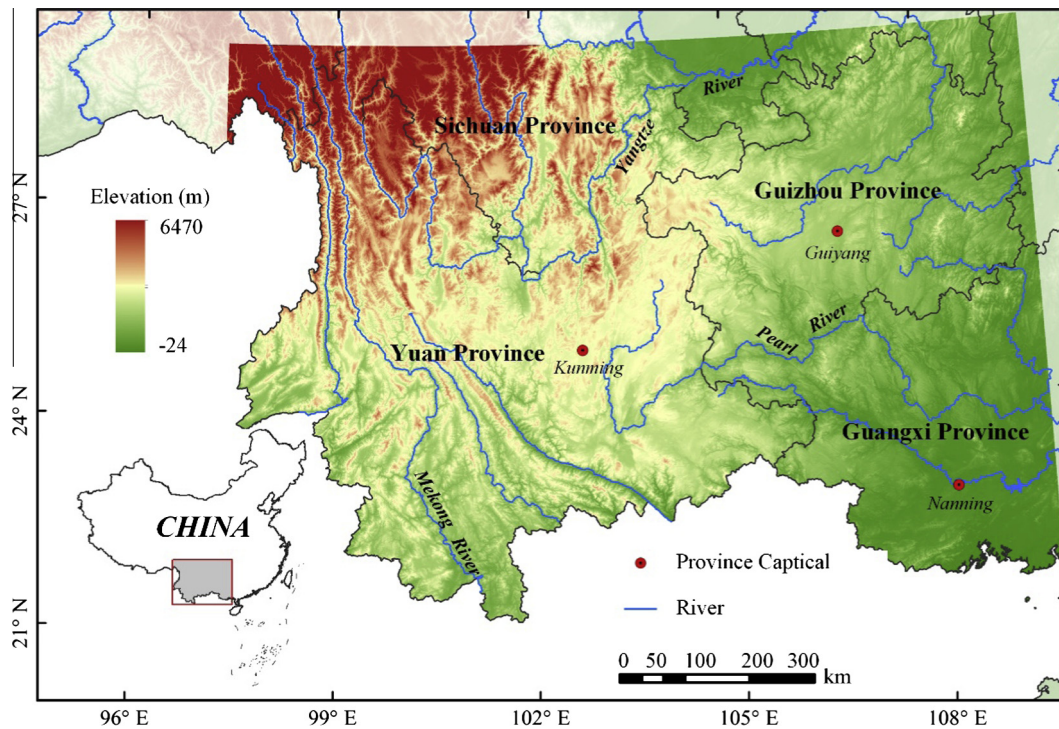 River
Sichuan Province
Yangtze
27° N
Elevation (m)
6470
-24
Guizhou Province
Guiyang
Pearl River
Yuan Province
Kunming
24° N
Guangxi Province
Nanning
Mekong River
CHINA
Province Captical
River
21° N
0 50 100 200 300
km
96° E 99° E 102° E 105° E 108° E